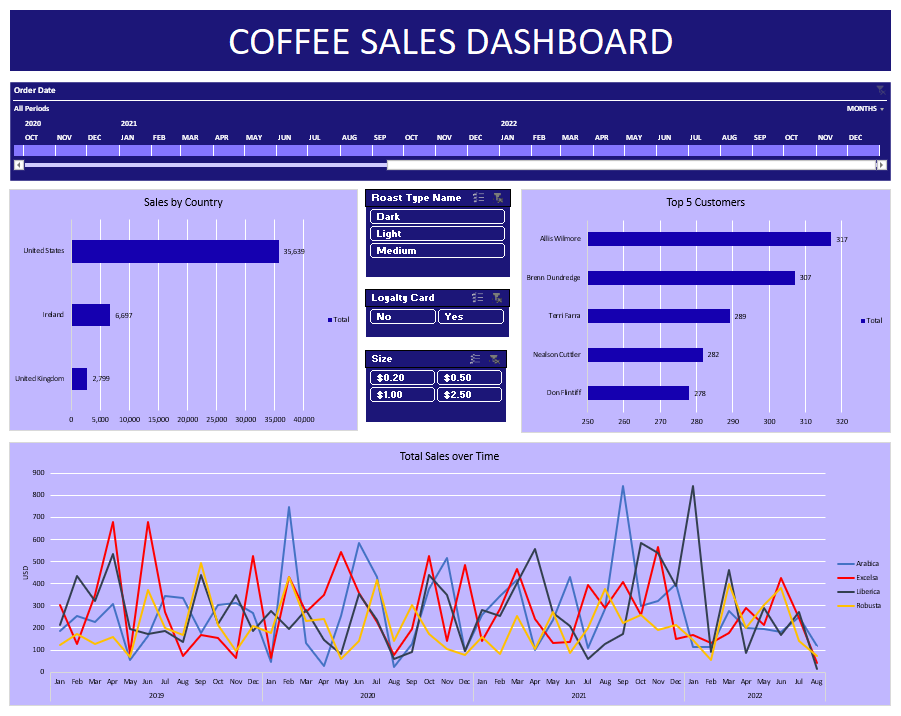 COFFEE SALES DASHBOARD
Order Date
All Periods MONTHS
2020 2021 2022
OCT NOV DEC JAN FEB MAR APR MAY JUN JUL AUG SEP OCT NOV DEC JAN FEB MAR APR MAY JUN JUL AUG SEP OCT NOV DEC
Sales by Country
United States 35,639
Ireland 6,697
Total
United Kingdom 2,799
0 5,000 10,000 15,000 20,000 25,000 30,000 35,000 40,000
Roast Type Name
Dark
Light
Medium
Loyalty Card
No Yes
Size
$0.20 $0.50
$1.00 $2.50
Top 5 Customers
Allis Wilmore 317
Brenn Dundredge 307
Terri Farra 289
Total
Nealson Cuttler 282
Don Flintiff 278
250 260 270 280 290 300 310 320
Total Sales over Time
USD
900
800
700
600
500
400
300
200
100
0
Arabica
Excelsa
Liberica
Robusta
Jan Feb Mar Apr May Jun Jul Aug Sep Oct Nov Dec Jan Feb Mar Apr May Jun Jul Aug Sep Oct Nov Dec Jan Feb Mar Apr May Jun Jul Aug Sep Oct Nov Dec Jan Feb Mar Apr May Jun Jul Aug
2019 2020 2021 2022